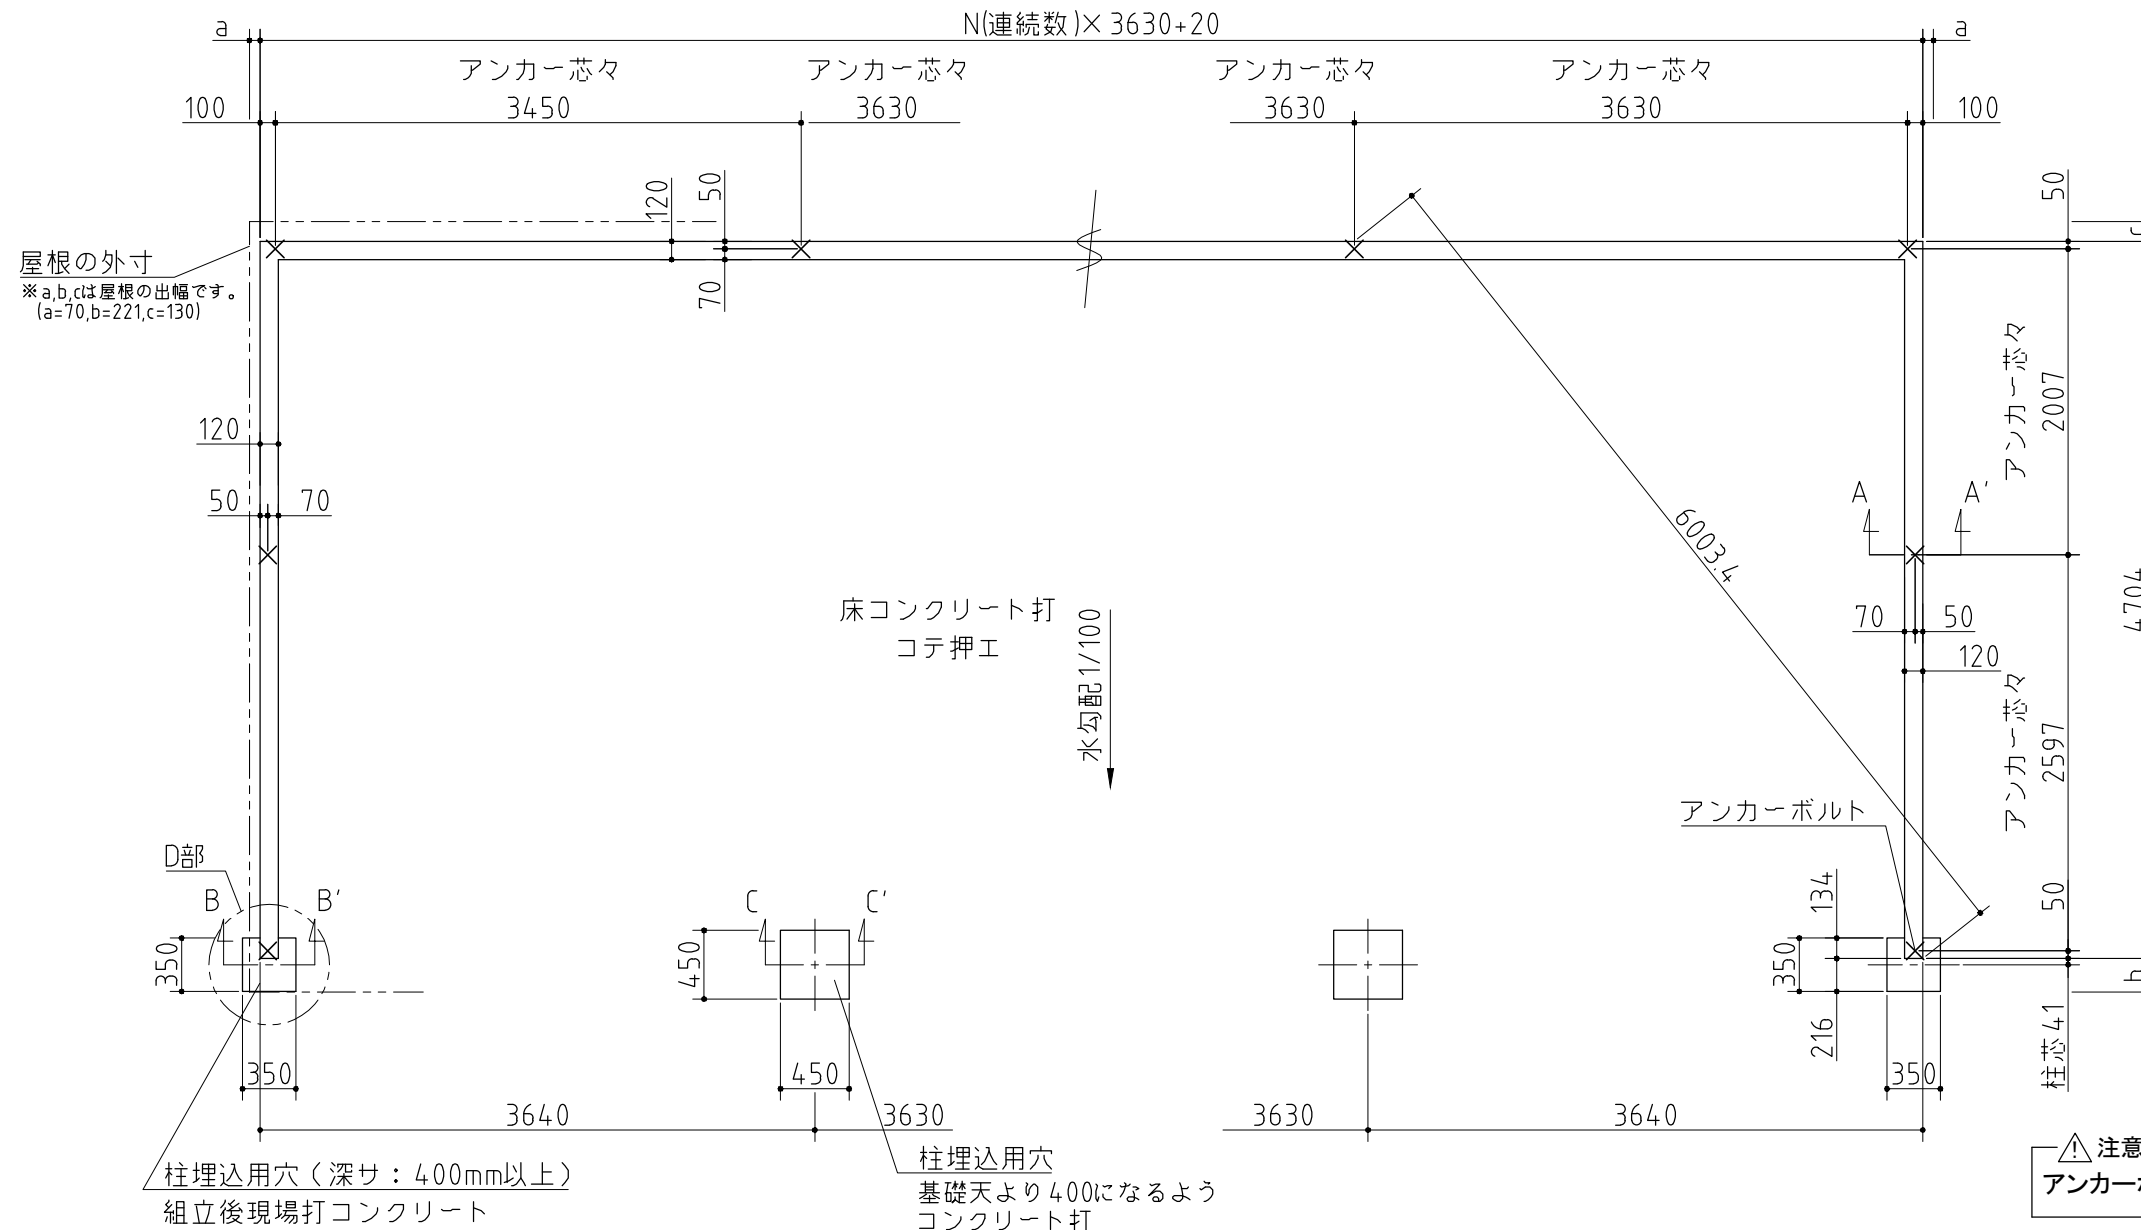 N(連続数)×3630+20
a
a
アンカー芯々
アンカー芯々
アンカー芯々
アンカー芯々
100
3450
3630
3630
3630
100
120
50
70
50
屋根の外寸
※a,b,cは屋根の出幅です。
(a=70,b=221,c=130)
アンカー芯々
2007
120
50
70
A
A'
6003.4
4704
床コンクリート打
コテ押エ
水勾配 1/100
70
50
120
アンカー芯々
2597
アンカーボルト
D部
B
B'
C
C'
350
450
134
350
216
50
柱芯 41
350
450
350
3640
3630
3630
3640
柱埋込用穴(深サ:400mm以上)
組立後現場打コンクリート
柱埋込用穴
基礎天より400になるよう
コンクリート打
注意
アンカー